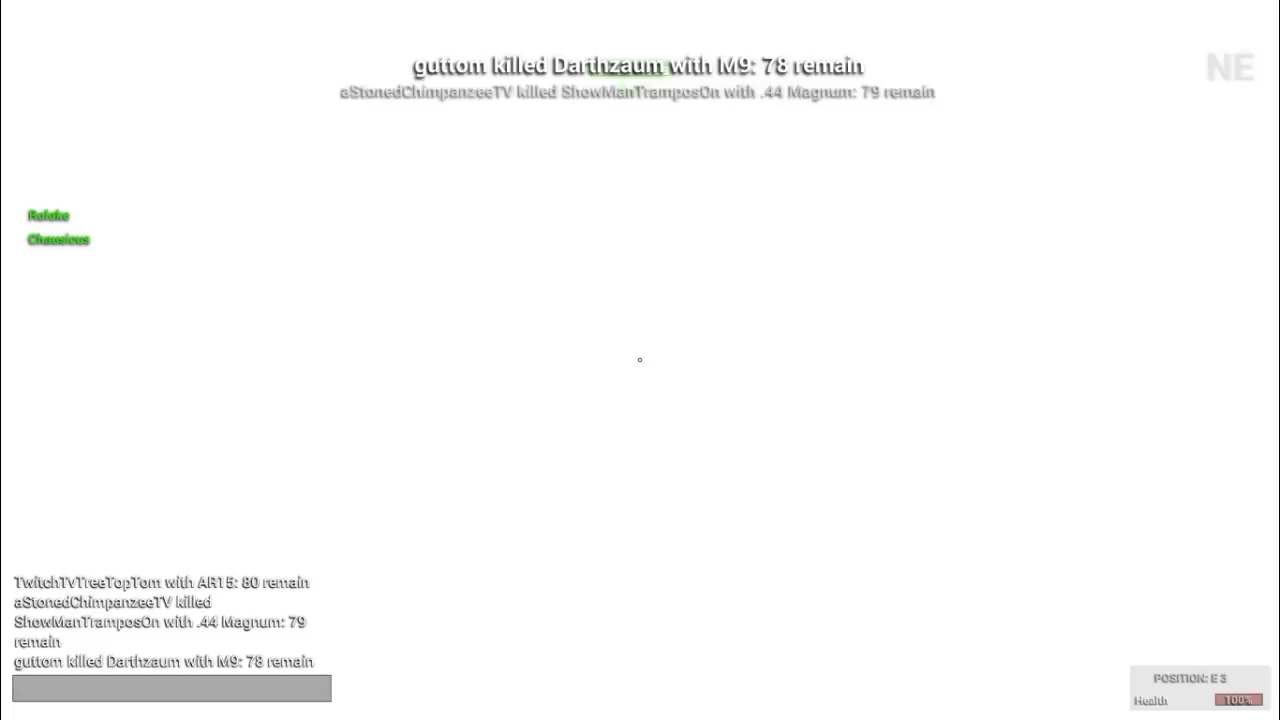 guttom killed Darthzaum with M9: 78 remain
NE
aStonedChimpanzeeTV killed ShowManTramposOn with .44 Magnum: 79 remain
Roloko
Chausicus
TwitchTvTreeTopTom with AR15: 80 remain
aStonedChimpanzeeTV killed
ShowManTramposOn with .44 Magnum: 79
remain
guttom killed Darthzaum with M9: 78 remain
POSITION: E 3
Health 100%